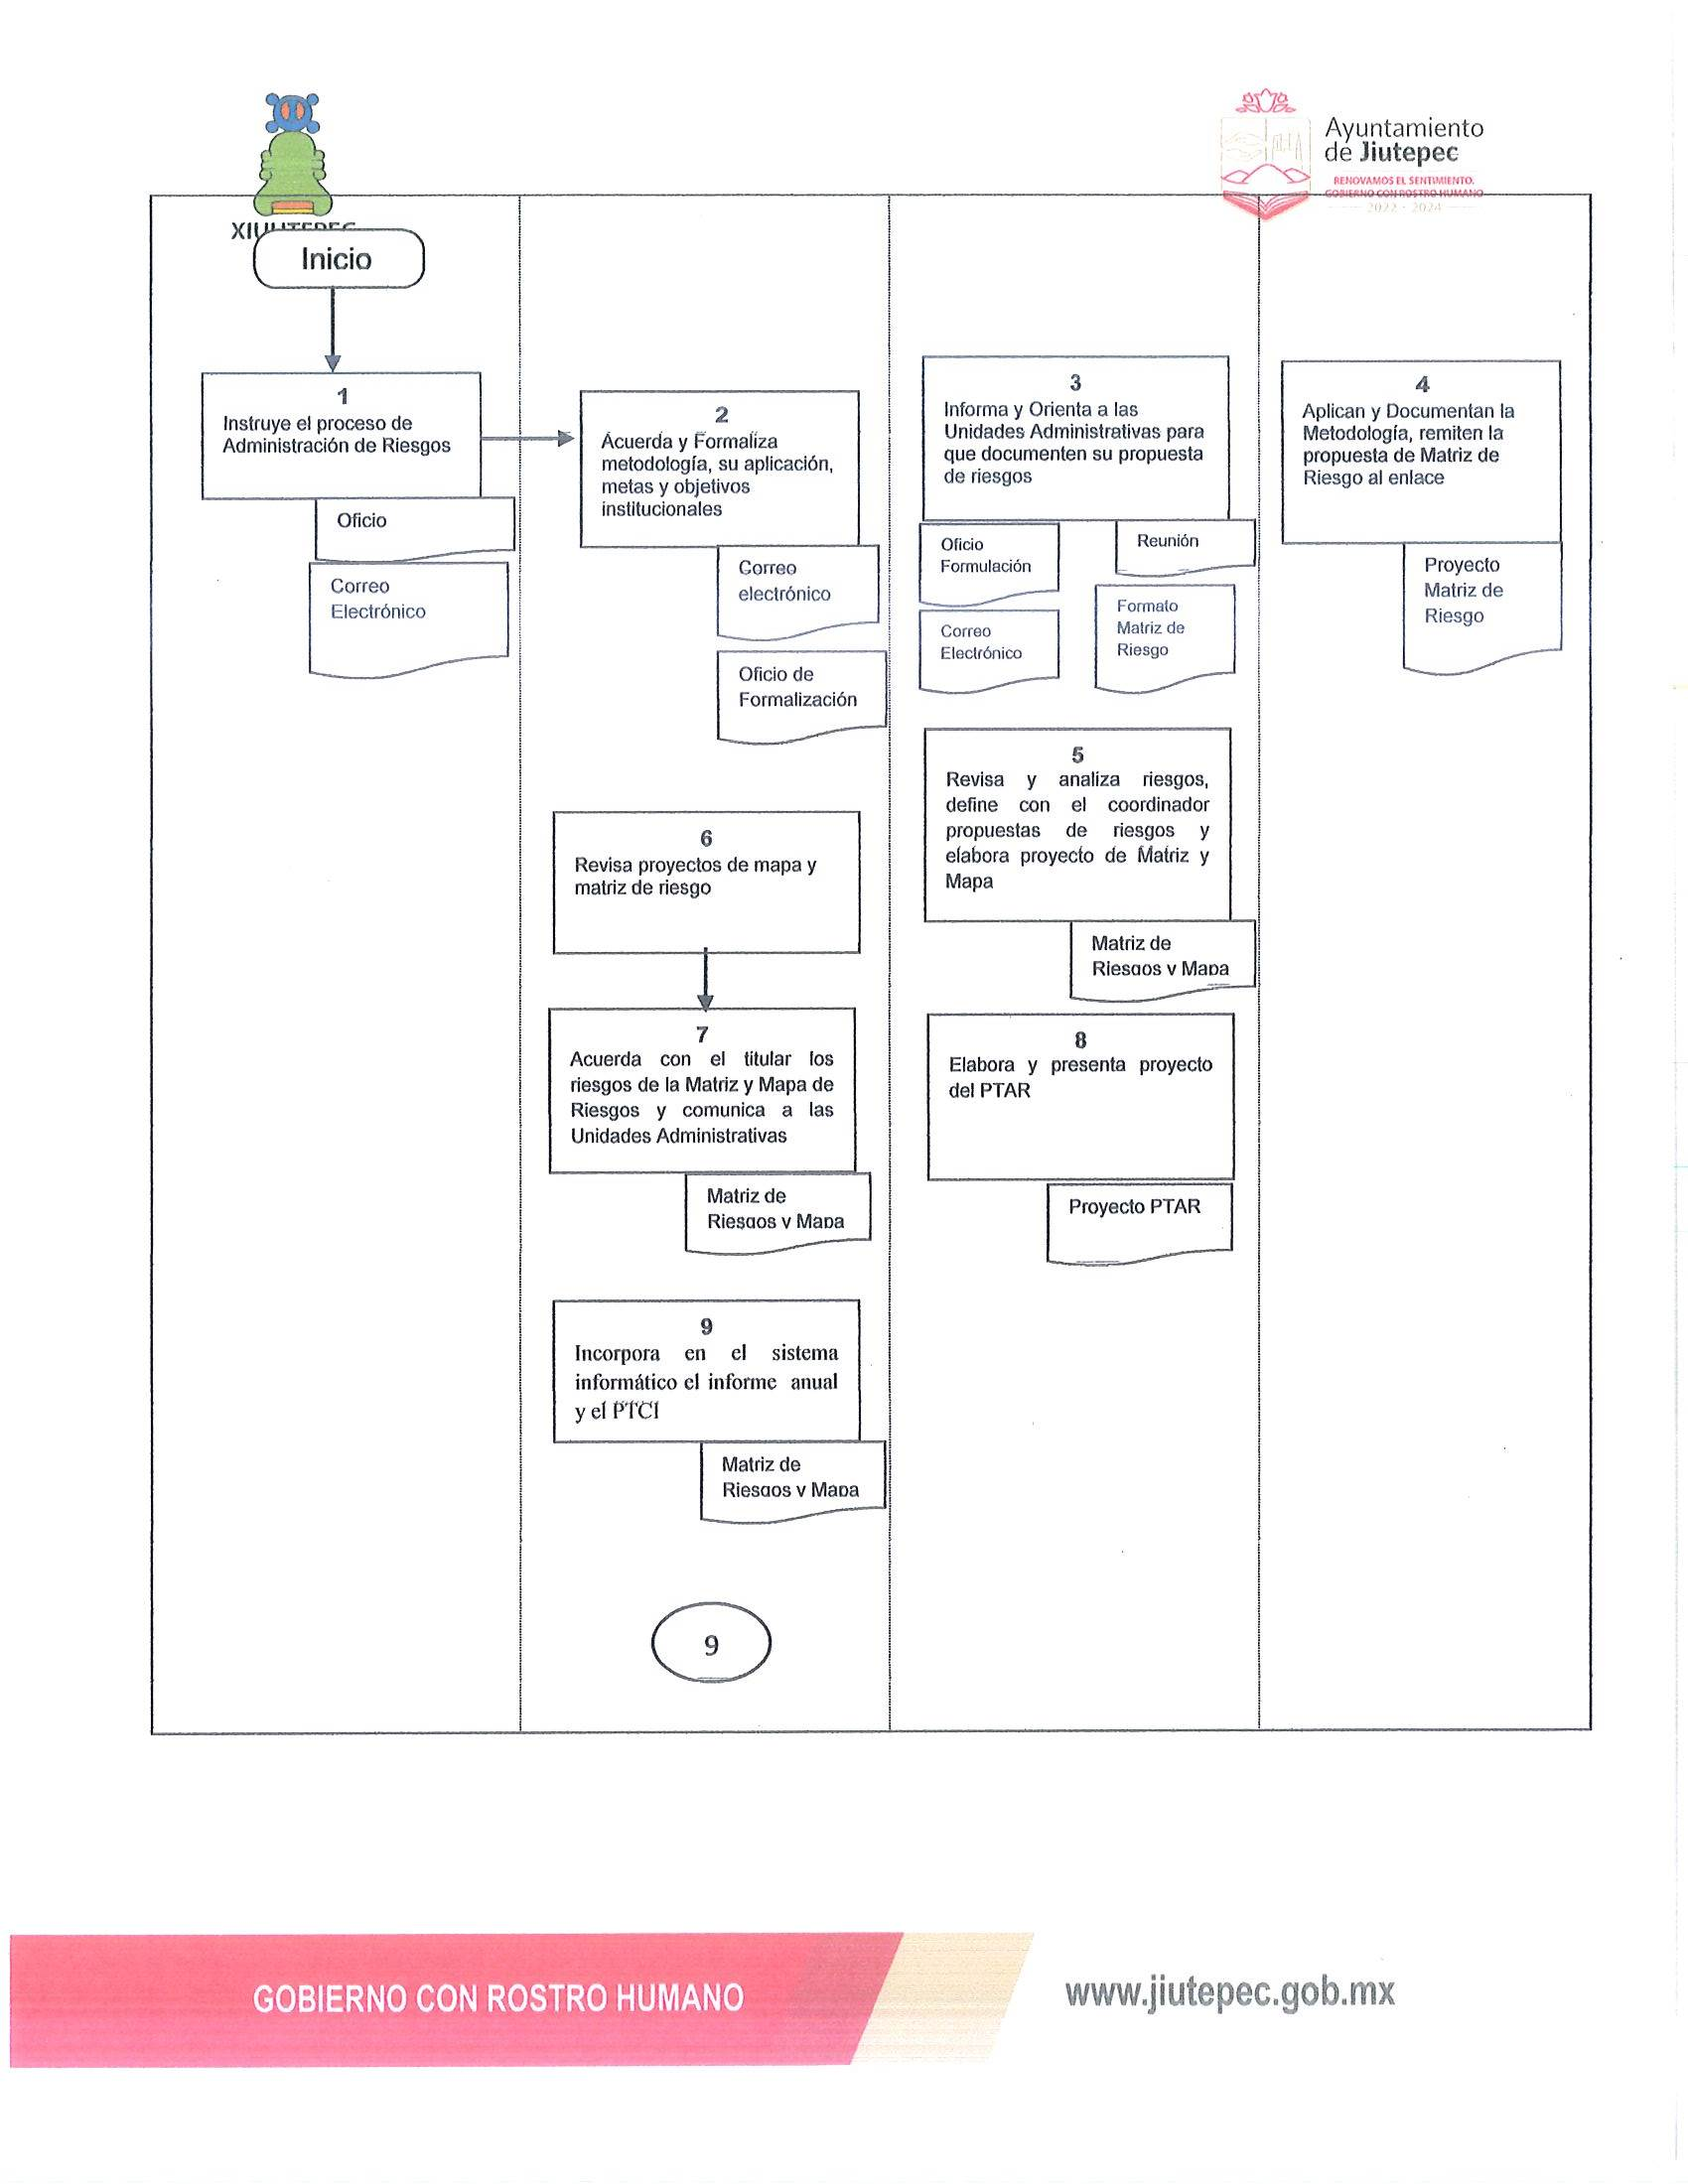 Ayuntamiento
de Jiutepec
RENOVAMOS EL SENTIMIENTO.
GOBIERNO CON ROSTRO HUMANO
2022 - 2024
Inicio
1
Instruye el proceso de
Administración de Riesgos
Oficio
Correo
Electrónico
2
Acuerda y Formaliza
metodología, su aplicación,
metas y objetivos
institucionales
Correo
electrónico
Oficio de
Formalización
3
Informa y Orienta a las
Unidades Administrativas para
que documenten su propuesta
de riesgos
Oficio
Formulación
Reunión
Correo
Electrónico
Formato
Matriz de
Riesgo
4
Aplican y Documentan la
Metodología, remiten la
propuesta de Matriz de
Riesgo al enlace
Proyecto
Matriz de
Riesgo
5
Revisa y analiza riesgos,
define con el coordinador
propuestas de riesgos y
elabora proyecto de Matriz y
Mapa
Matriz de
Riesgos y Mapa
6
Revisa proyectos de mapa y
matriz de riesgo
7
Acuerda con el titular los
riesgos de la Matriz y Mapa de
Riesgos y comunica a las
Unidades Administrativas
Matriz de
Riesgos y Mapa
8
Elabora y presenta proyecto
del PTAR
Proyecto PTAR
9
Incorpora en el sistema
informático el informe anual
y el PTCI
Matriz de
Riesgos y Mapa
9
GOBIERNO CON ROSTRO HUMANO
www.jiutepec.gob.mx